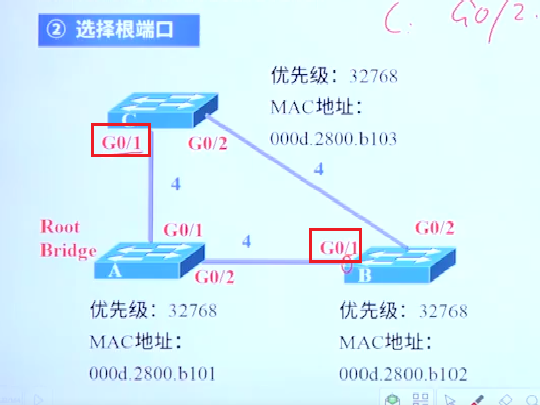 ② 选择根端口
C. G0/2.
优先级：32768
MAC地址：
000d.2800.b103
C
G0/1
G0/2
4
4
Root
Bridge
G0/1
4
G0/1
G0/2
A
G0/2
B
优先级：32768
MAC地址：
000d.2800.b101
优先级：32768
MAC地址：
000d.2800.b102